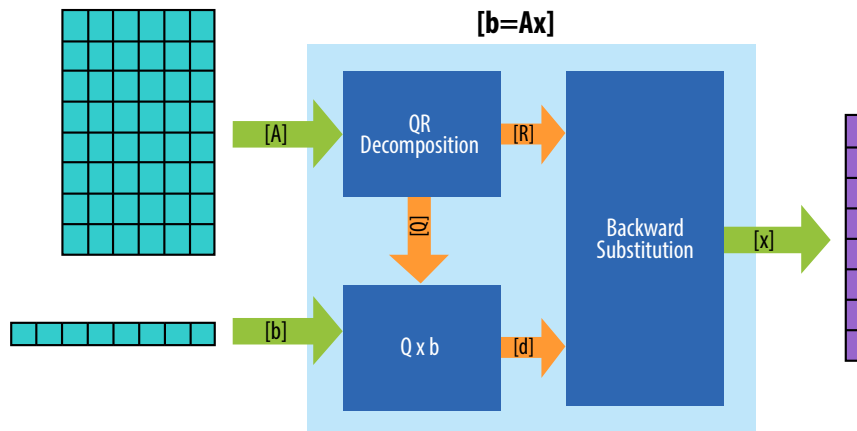 [b=Ax]
[A]
QR
Decomposition
[R]
[Q]
Backward
Substitution
[x]
[b]
Q x b
[d]